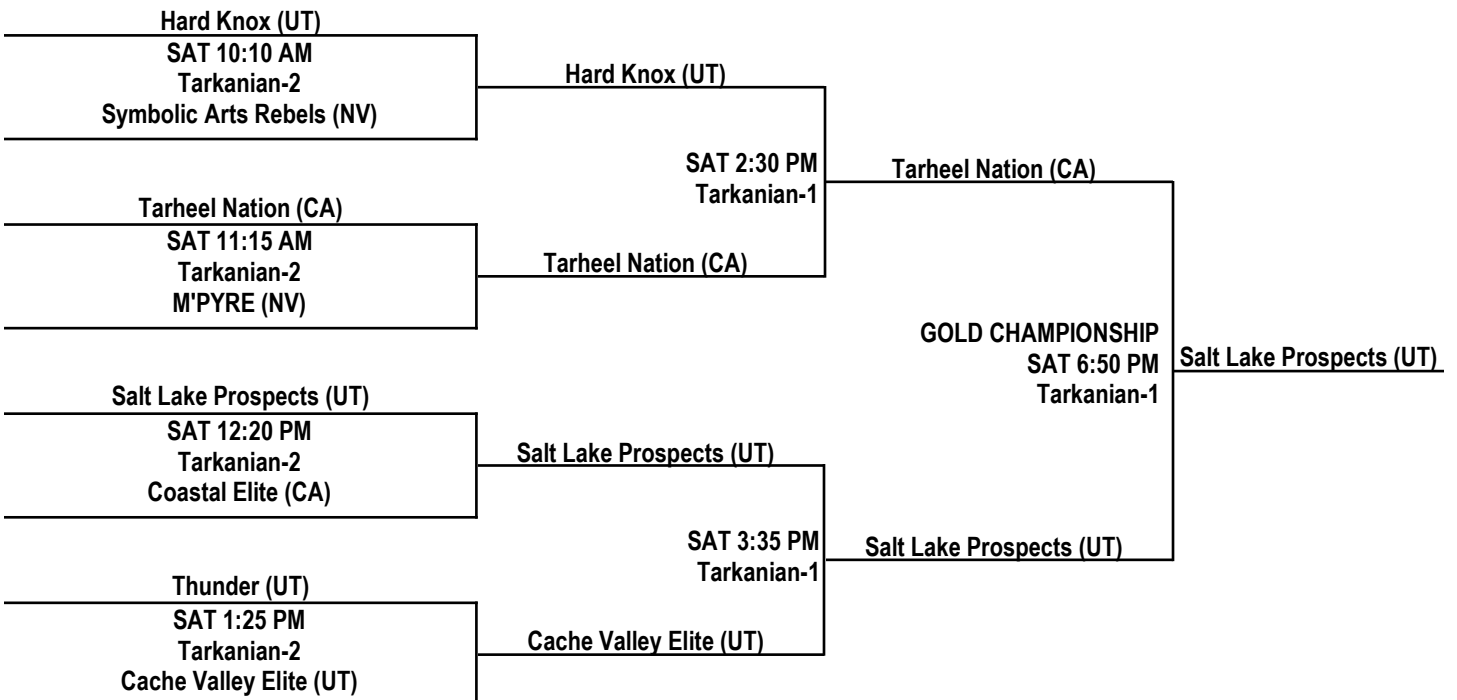 Hard Knox (UT)
SAT 10:10 AM
Tarkanian-2
Symbolic Arts Rebels (NV)
Hard Knox (UT)
SAT 2:30 PM
Tarkanian-1
Tarheel Nation (CA)
Tarheel Nation (CA)
SAT 11:15 AM
Tarkanian-2
M'PYRE (NV)
Tarheel Nation (CA)
GOLD CHAMPIONSHIP
SAT 6:50 PM
Tarkanian-1
Salt Lake Prospects (UT)
Salt Lake Prospects (UT)
SAT 12:20 PM
Tarkanian-2
Coastal Elite (CA)
Salt Lake Prospects (UT)
SAT 3:35 PM
Tarkanian-1
Salt Lake Prospects (UT)
Thunder (UT)
SAT 1:25 PM
Tarkanian-2
Cache Valley Elite (UT)
Cache Valley Elite (UT)